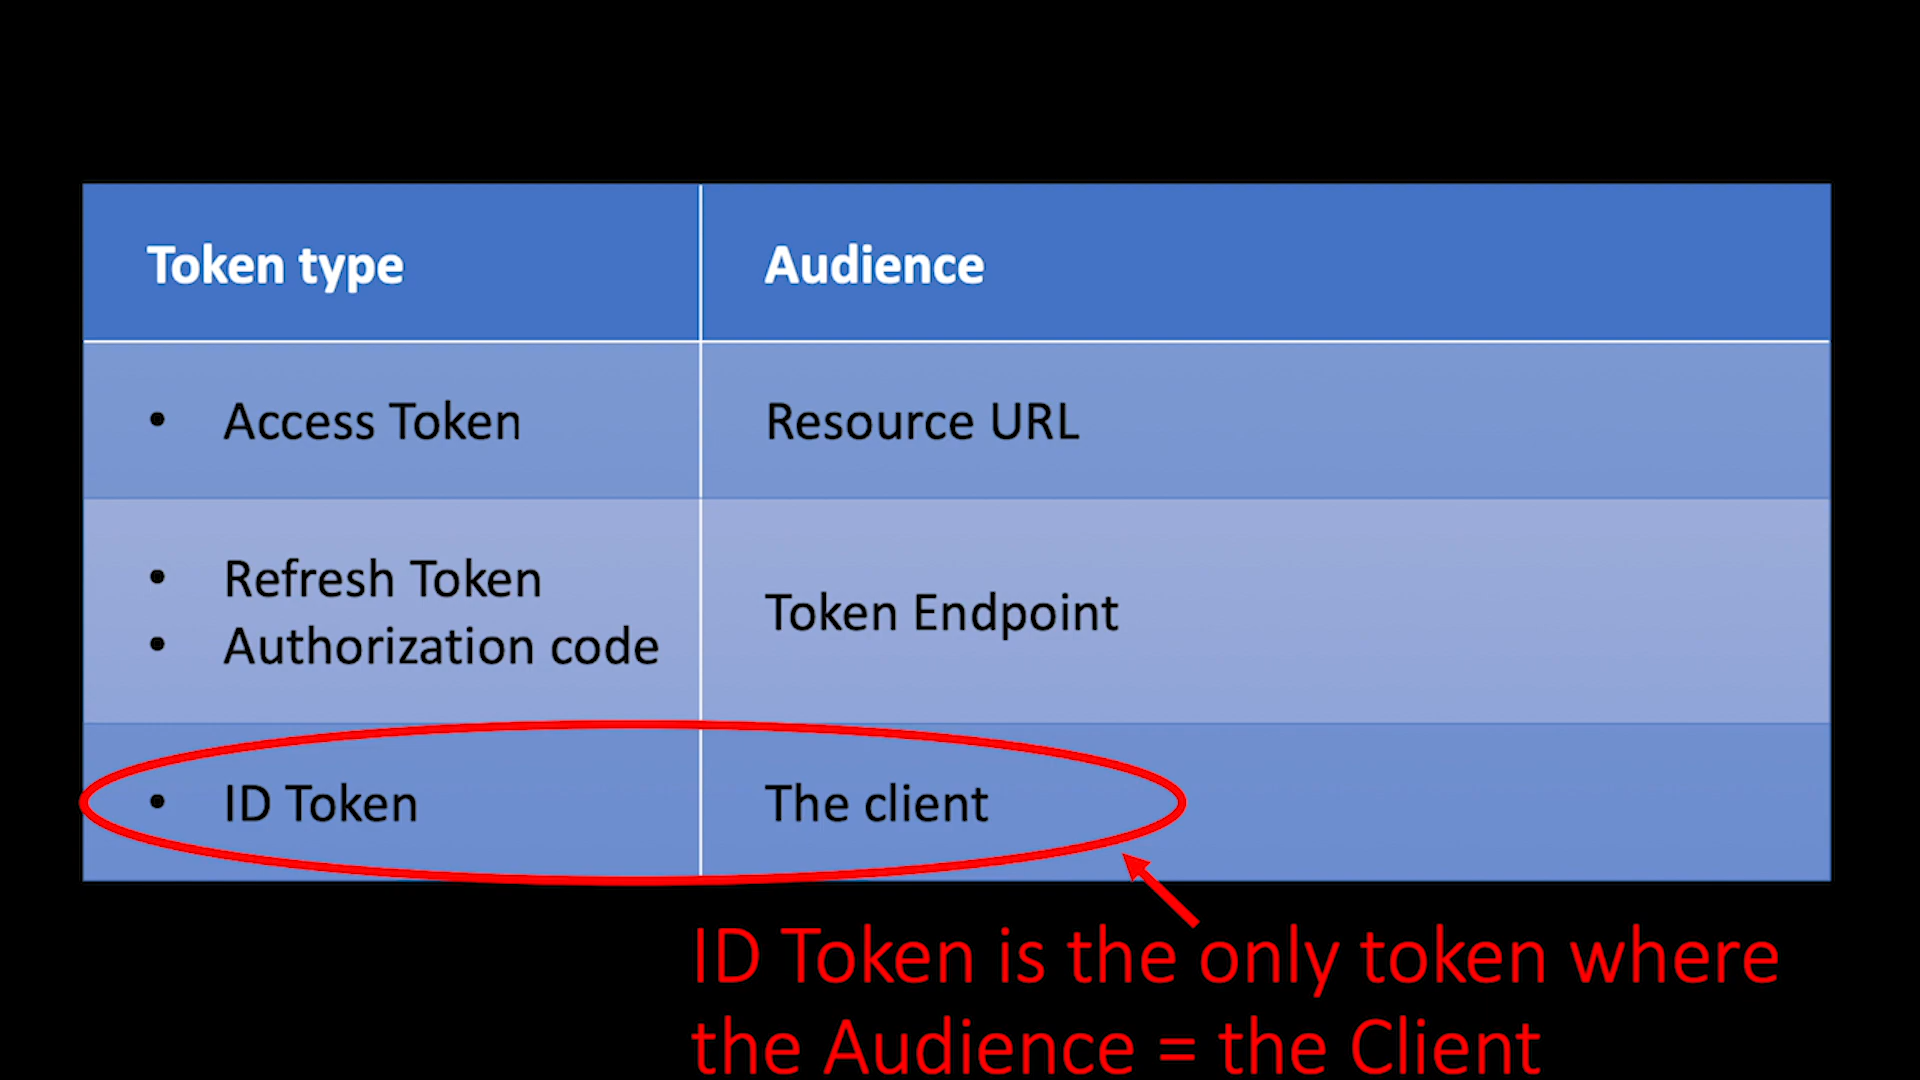 Token type
Audience
• Access Token
Resource URL
• Refresh Token
• Authorization code
Token Endpoint
• ID Token
The client
ID Token is the only token where
the Audience = the Client